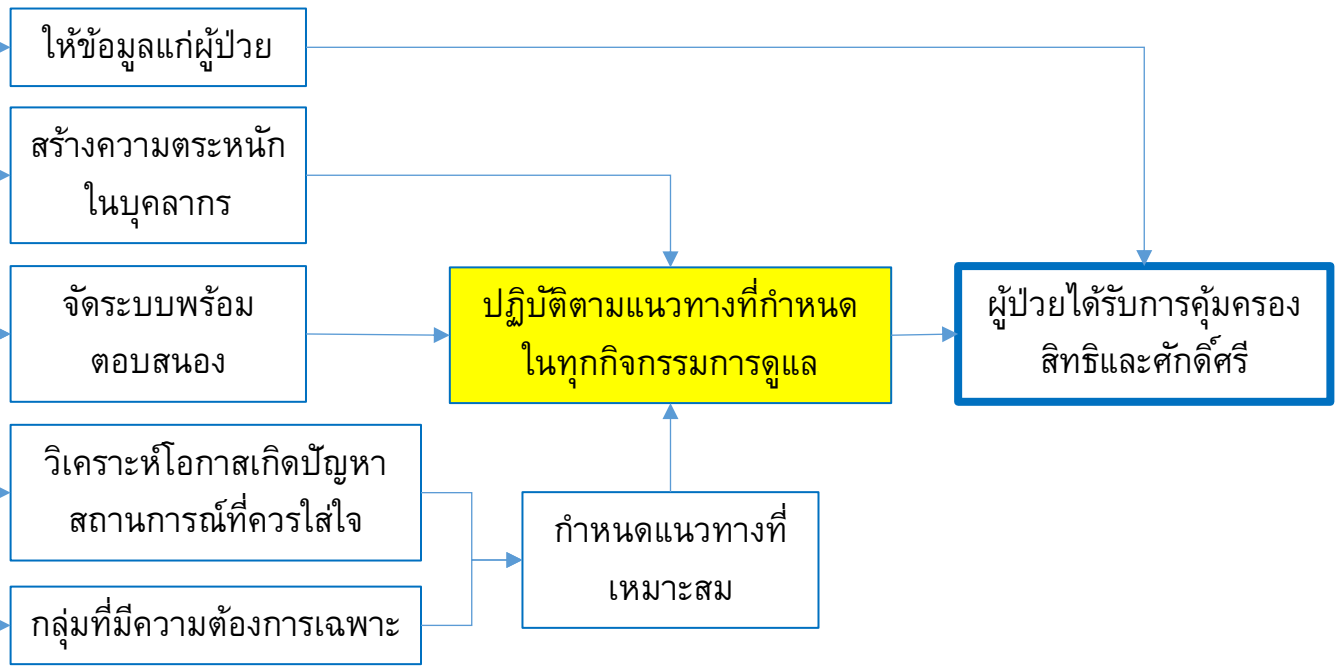 ให้ข้อมูลแก่ผู้ป่วย
สร้างความตระหนัก
ในบุคลากร
จัดระบบพร้อม
ตอบสนอง
ปฏิบัติตามแนวทางที่กำหนด
ในทุกกิจกรรมการดูแล
ผู้ป่วยได้รับการคุ้มครอง
สิทธิและศักดิ์ศรี
วิเคราะห์โอกาสเกิดปัญหา
สถานการณ์ที่ควรใส่ใจ
กำหนดแนวทางที่
เหมาะสม
กลุ่มที่มีความต้องการเฉพาะ